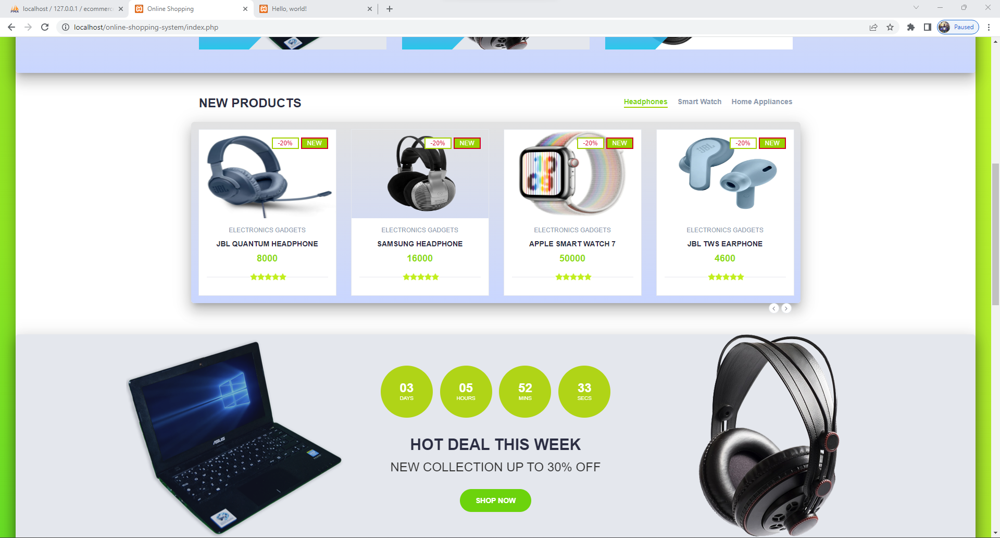 localhost / 127.0.0.1 / ecommerc
Online Shopping
Hello, world!
localhost/online-shopping-system/index.php
Paused
NEW PRODUCTS
Headphones
Smart Watch
Home Appliances
-20%
NEW
-20%
NEW
-20%
NEW
-20%
NEW
JBL
JBL
ELECTRONICS GADGETS
ELECTRONICS GADGETS
ELECTRONICS GADGETS
ELECTRONICS GADGETS
JBL QUANTUM HEADPHONE
SAMSUNG HEADPHONE
APPLE SMART WATCH 7
JBL TWS EARPHONE
8000
16000
50000
4600
03
DAYS
05
HOURS
52
MINS
33
SECS
ASUS
HOT DEAL THIS WEEK
NEW COLLECTION UP TO 30% OFF
SHOP NOW